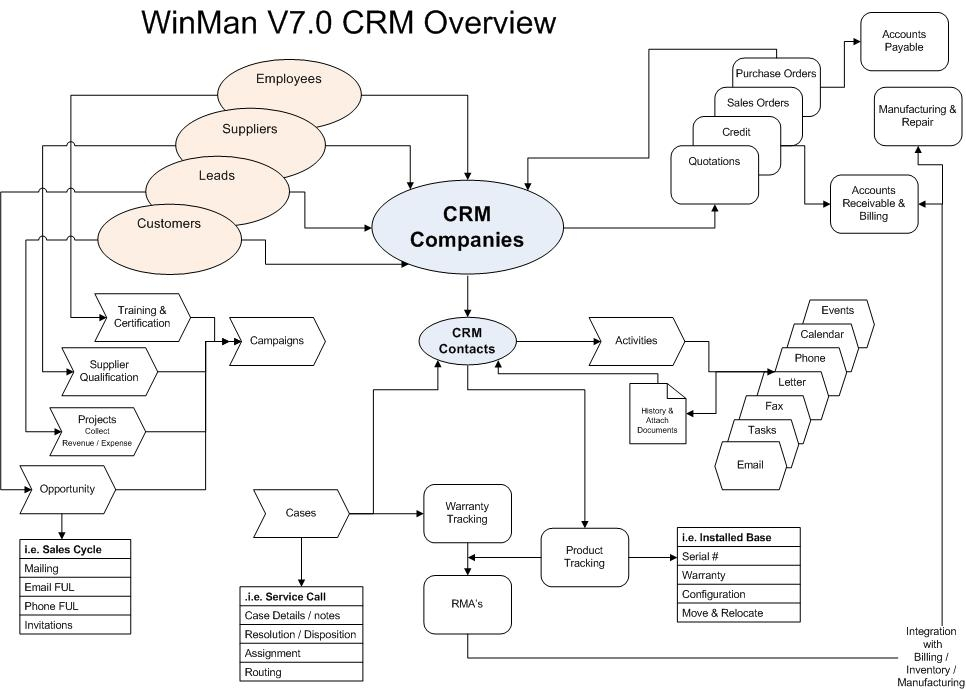 WinMan V7.0 CRM Overview
Employees
Suppliers
Leads
Customers
CRM
Companies
Purchase Orders
Sales Orders
Credit
Quotations
Accounts
Payable
Manufacturing &
Repair
Accounts
Receivable &
Billing
Training &
Certification
Campaigns
Supplier
Qualification
Projects
Collect
Revenue / Expense
Opportunity
CRM
Contacts
Activities
History &
Attach
Documents
Events
Calendar
Phone
Letter
Fax
Tasks
Email
Cases
Warranty
Tracking
Product
Tracking
RMA's
i.e. Sales Cycle
Mailing
Email FUL
Phone FUL
Invitations
.i.e. Service Call
Case Details / notes
Resolution / Disposition
Assignment
Routing
i.e. Installed Base
Serial #
Warranty
Configuration
Move & Relocate
Integration
with
Billing /
Inventory /
Manufacturing